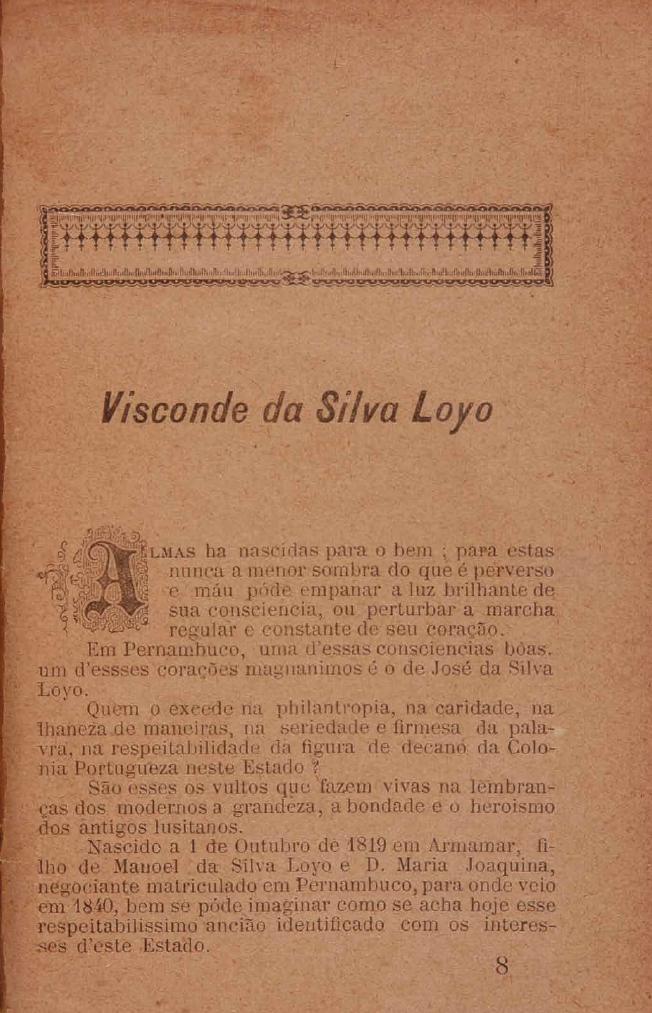 Visconde da Silva Loyo
ALMAS ha nascidas para o bem ; para estas
nunca a menor sombra do que é perverso
e máu póde empanar a luz brilhante de
sua consciencia, ou perturbar a marcha
regular e constante de seu coração.
Em Pernambuco, uma d'essas consciencias bôas,
um d'essses corações magnanimos é o de José da Silva
Loyo.
Quem o excede na philantropia, na caridade, na
lhaneza de maneiras, na seriedade e firmesa da pala-
vra, na respeitabilidade da figura de decano da Colo-
nia Portugueza neste Estado ?
São esses os vultos que fazem vivas na lembran-
ças dos modernos a grandeza, a bondade e o heroismo
dos antigos lusitanos.
Nascido a 1 de Outubro de 1819 em Armamar, fi-
lho de Manoel da Silva Loyo e D. Maria Joaquina,
negociante matriculado em Pernambuco, para onde veio
em 1840, bem se póde imaginar como se acha hoje esse
respeitabilissimo ancião identificado com os interes-
ses d'este Estado.
8